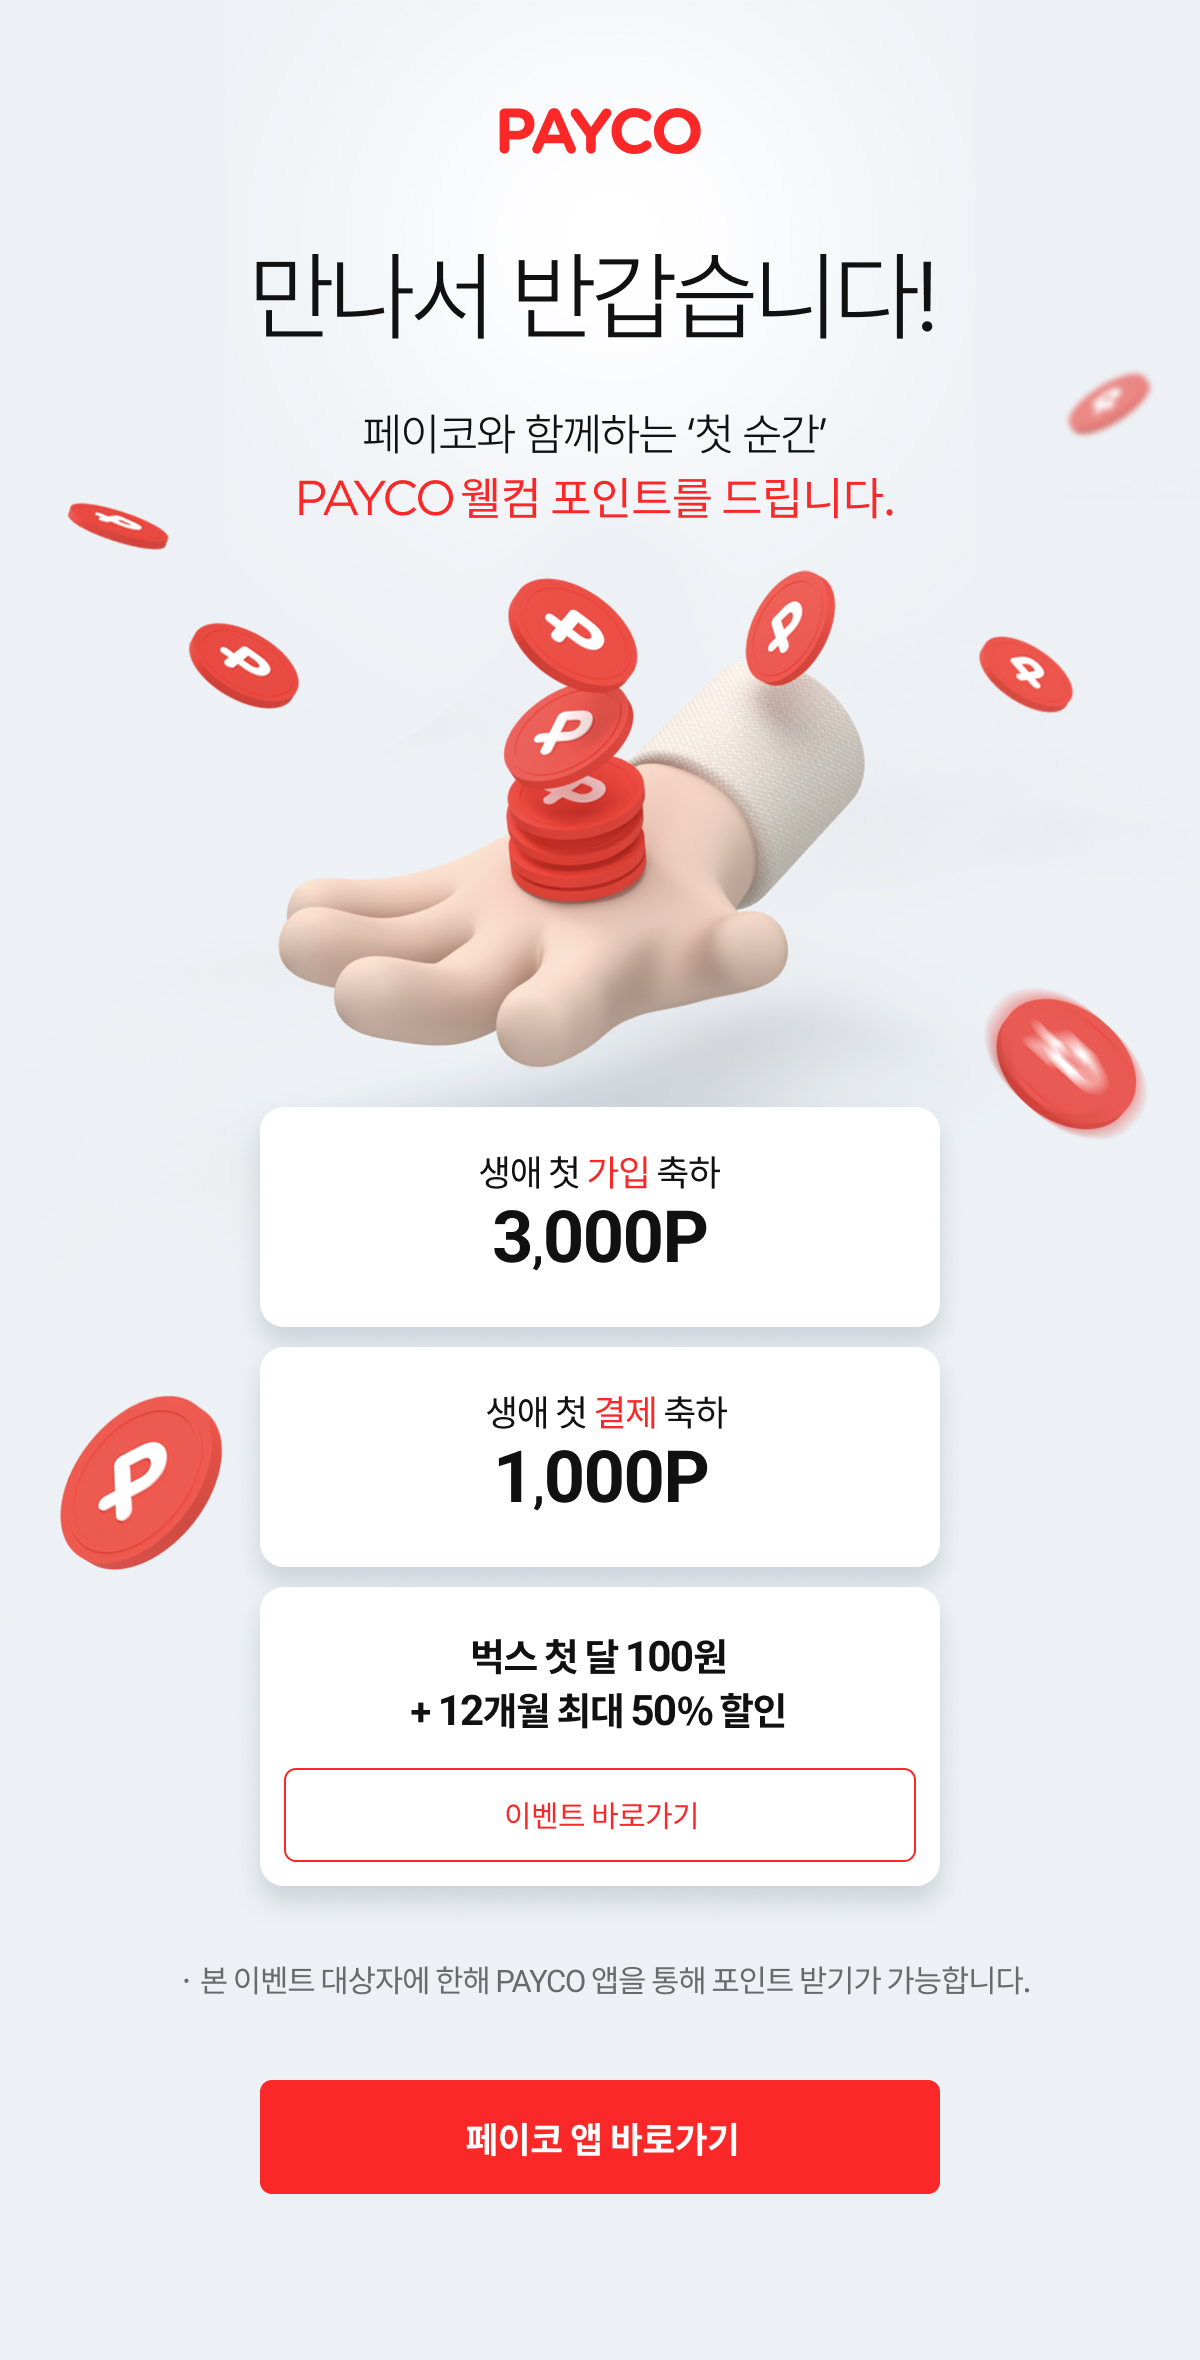 PAYCO
만나서 반갑습니다!
페이코와 함께하는 ‘첫 순간’
PAYCO 웰컴 포인트를 드립니다.
생애 첫 가입 축하
3,000P
생애 첫 결제 축하
1,000P
벅스 첫 달 100원
+ 12개월 최대 50% 할인
이벤트 바로가기
· 본 이벤트 대상자에 한해 PAYCO 앱을 통해 포인트 받기가 가능합니다.
페이코 앱 바로가기